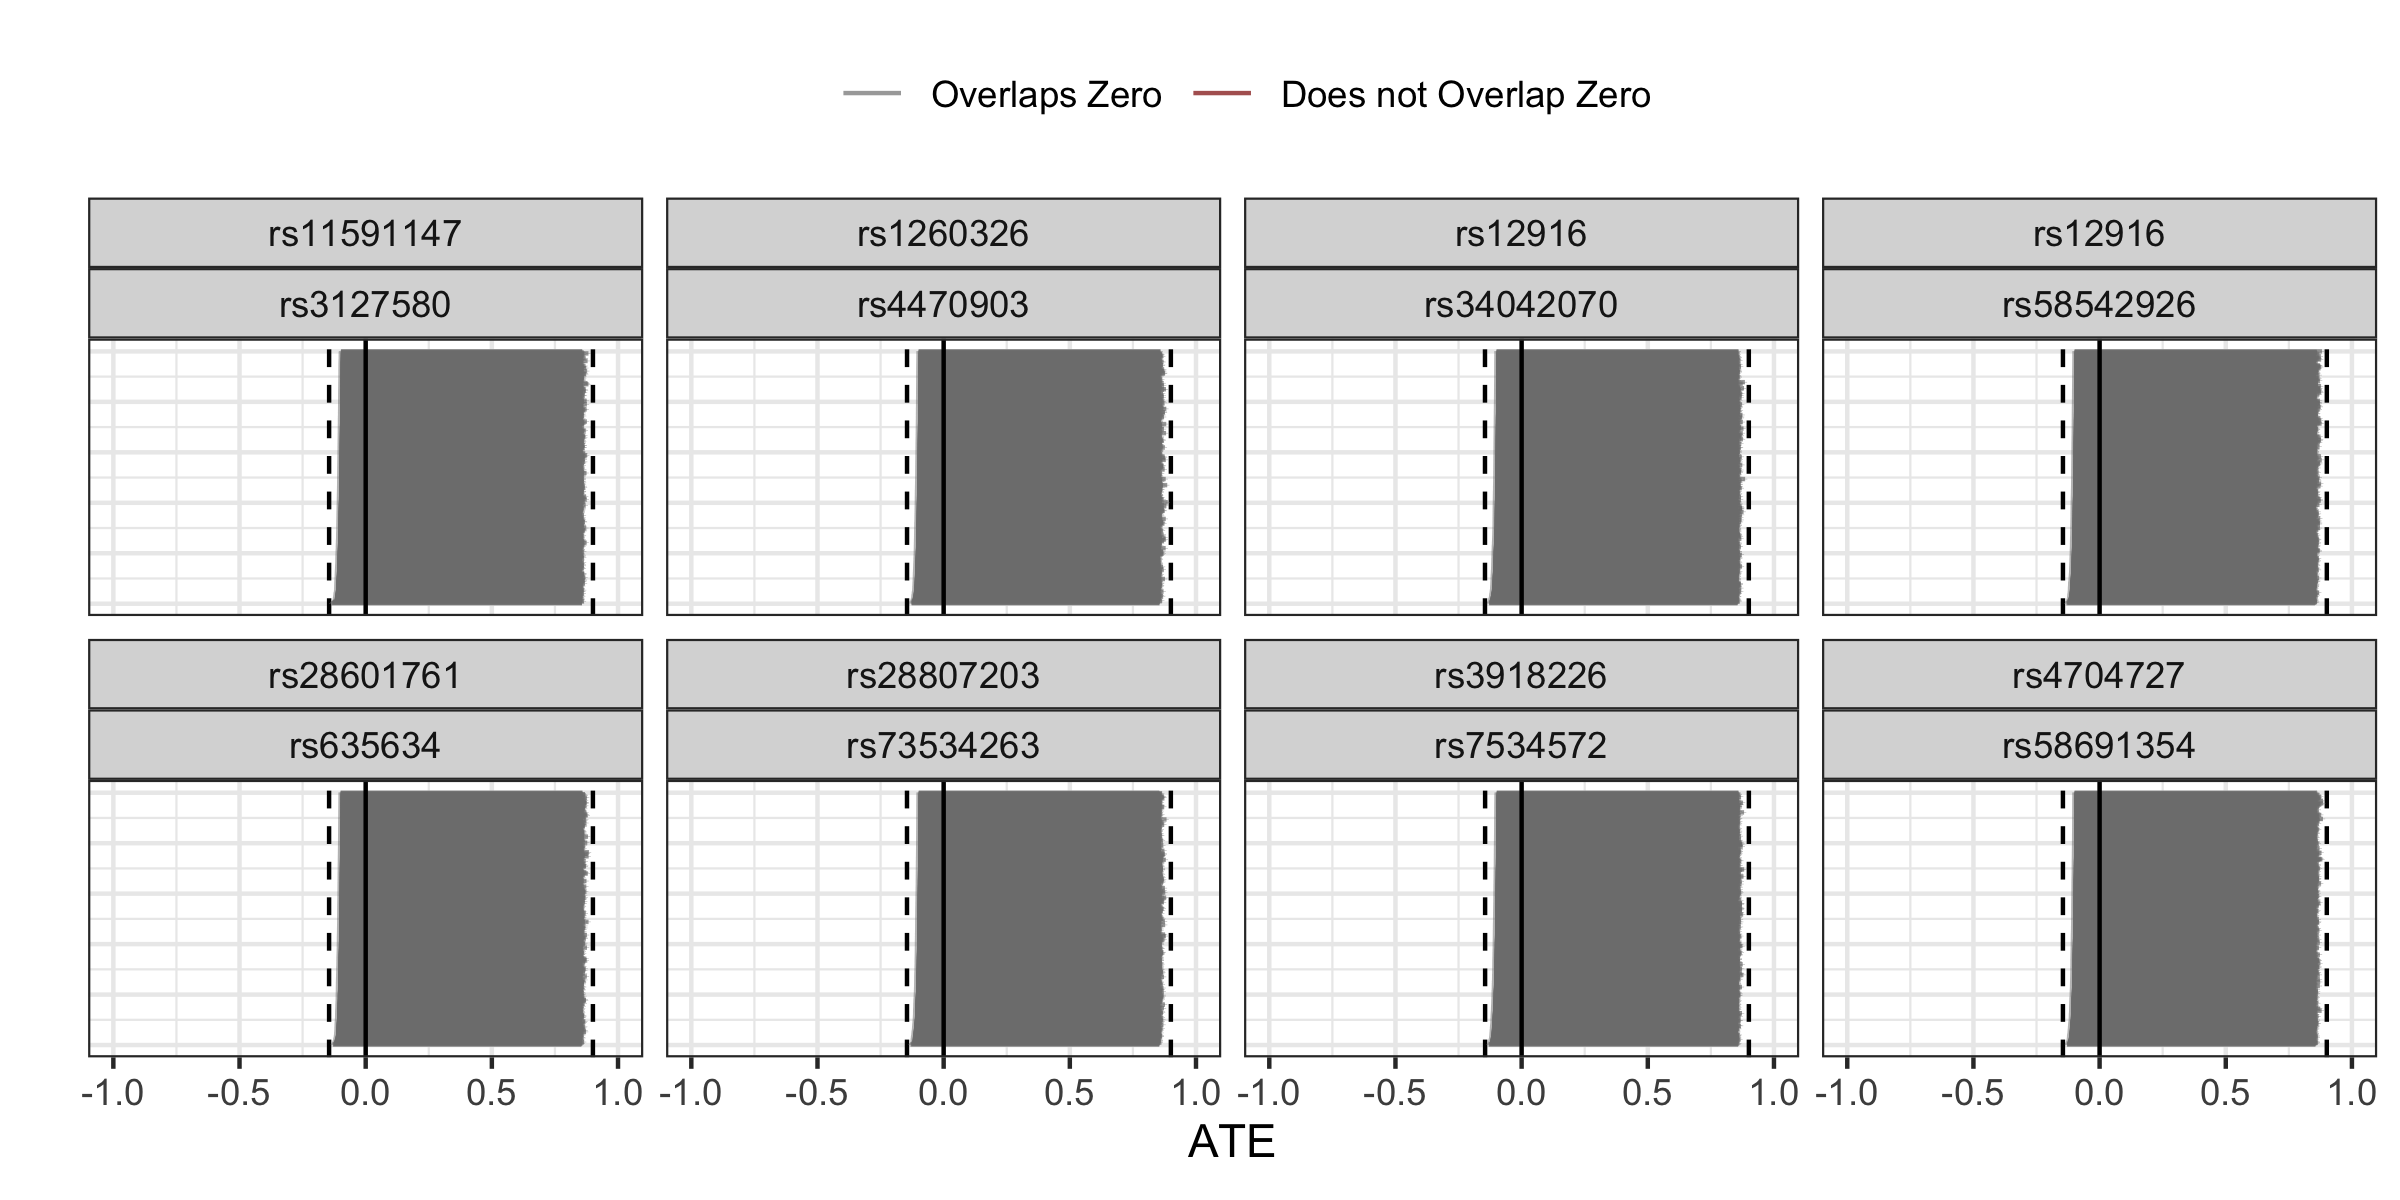 Overlaps Zero Does not Overlap Zero
rs11591147 rs1260326 rs12916 rs12916
rs3127580 rs4470903 rs34042070 rs58542926
rs28601761 rs28807203 rs3918226 rs4704727
rs635634 rs73534263 rs7534572 rs58691354
-1.0 -0.5 0.0 0.5 1.0 -1.0 -0.5 0.0 0.5 1.0 -1.0 -0.5 0.0 0.5 1.0 -1.0 -0.5 0.0 0.5 1.0
ATE